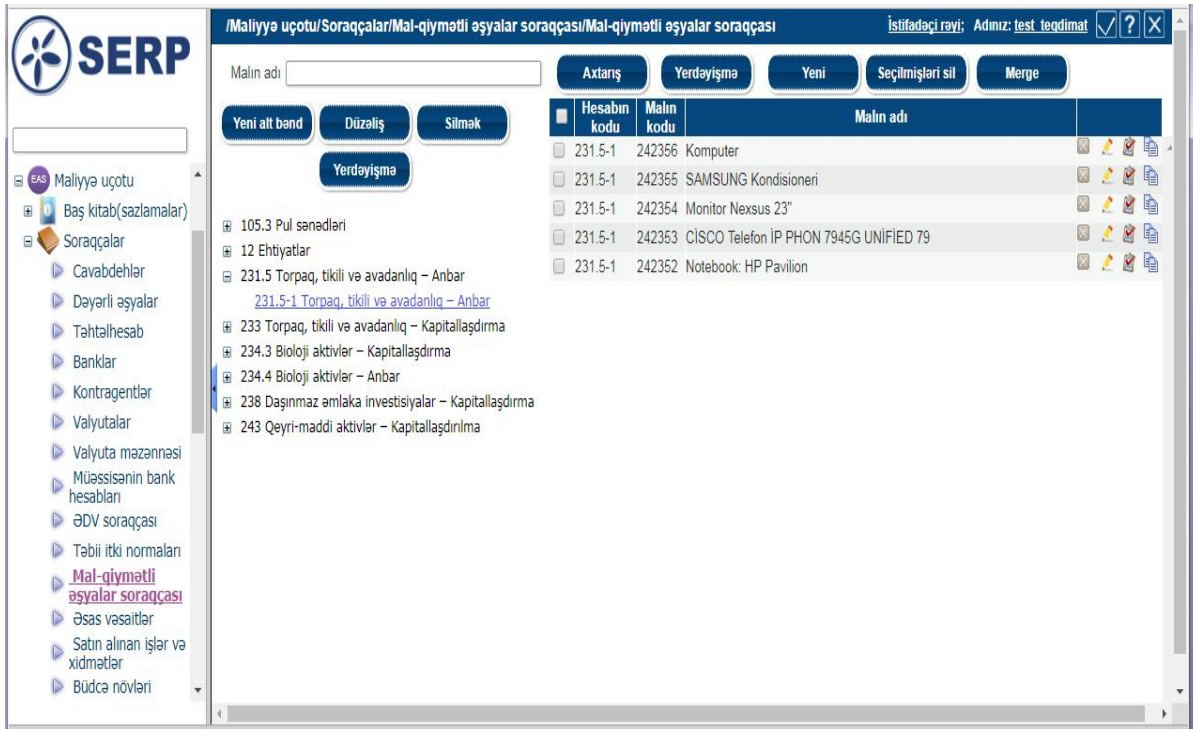 SERP
/Maliyyə uçotu/Soraqçalar/Mal-qiymətli əşyalar soraqçası/Mal-qiymətli əşyalar soraqçası
İstifadəçi rəyi; Adınız: test_teqdimat
Malın adı
Axtarış Yerdəyişmə Yeni Seçilmişləri sil Merge
Yeni alt bənd Düzəliş Silmək
Yerdəyişmə
EAS Maliyyə uçotu
Baş kitab(sazlamalar)
Soraqçalar
Cavabdehlər
Dəyərli əşyalar
Təhtəlhesab
Banklar
Kontragentlər
Valyutalar
Valyuta məzənnəsi
Müəssisənin bank
hesabları
ƏDV soraqçası
Təbii itki normaları
Mal-qiymətli
əşyalar soraqçası
Əsas vəsaitlər
Satın alınan işlər və
xidmətlər
Büdcə növləri
105.3 Pul sənədləri
12 Ehtiyatlar
231.5 Torpaq, tikili və avadanlıq – Anbar
231.5-1 Torpaq, tikili və avadanlıq – Anbar
233 Torpaq, tikili və avadanlıq – Kapitallaşdırma
234.3 Bioloji aktivlər – Kapitallaşdırma
234.4 Bioloji aktivlər – Anbar
238 Daşınmaz əmlaka investisiyalar – Kapitallaşdırma
243 Qeyri-maddi aktivlər – Kapitallaşdırılma
Hesabın kodu Malın kodu Malın adı
231.5-1 242356 Komputer
231.5-1 242355 SAMSUNG Kondisioneri
231.5-1 242354 Monitor Nexsus 23"
231.5-1 242353 CİSCO Telefon İP PHON 7945G UNİFİED 79
231.5-1 242352 Notebook: HP Pavilion